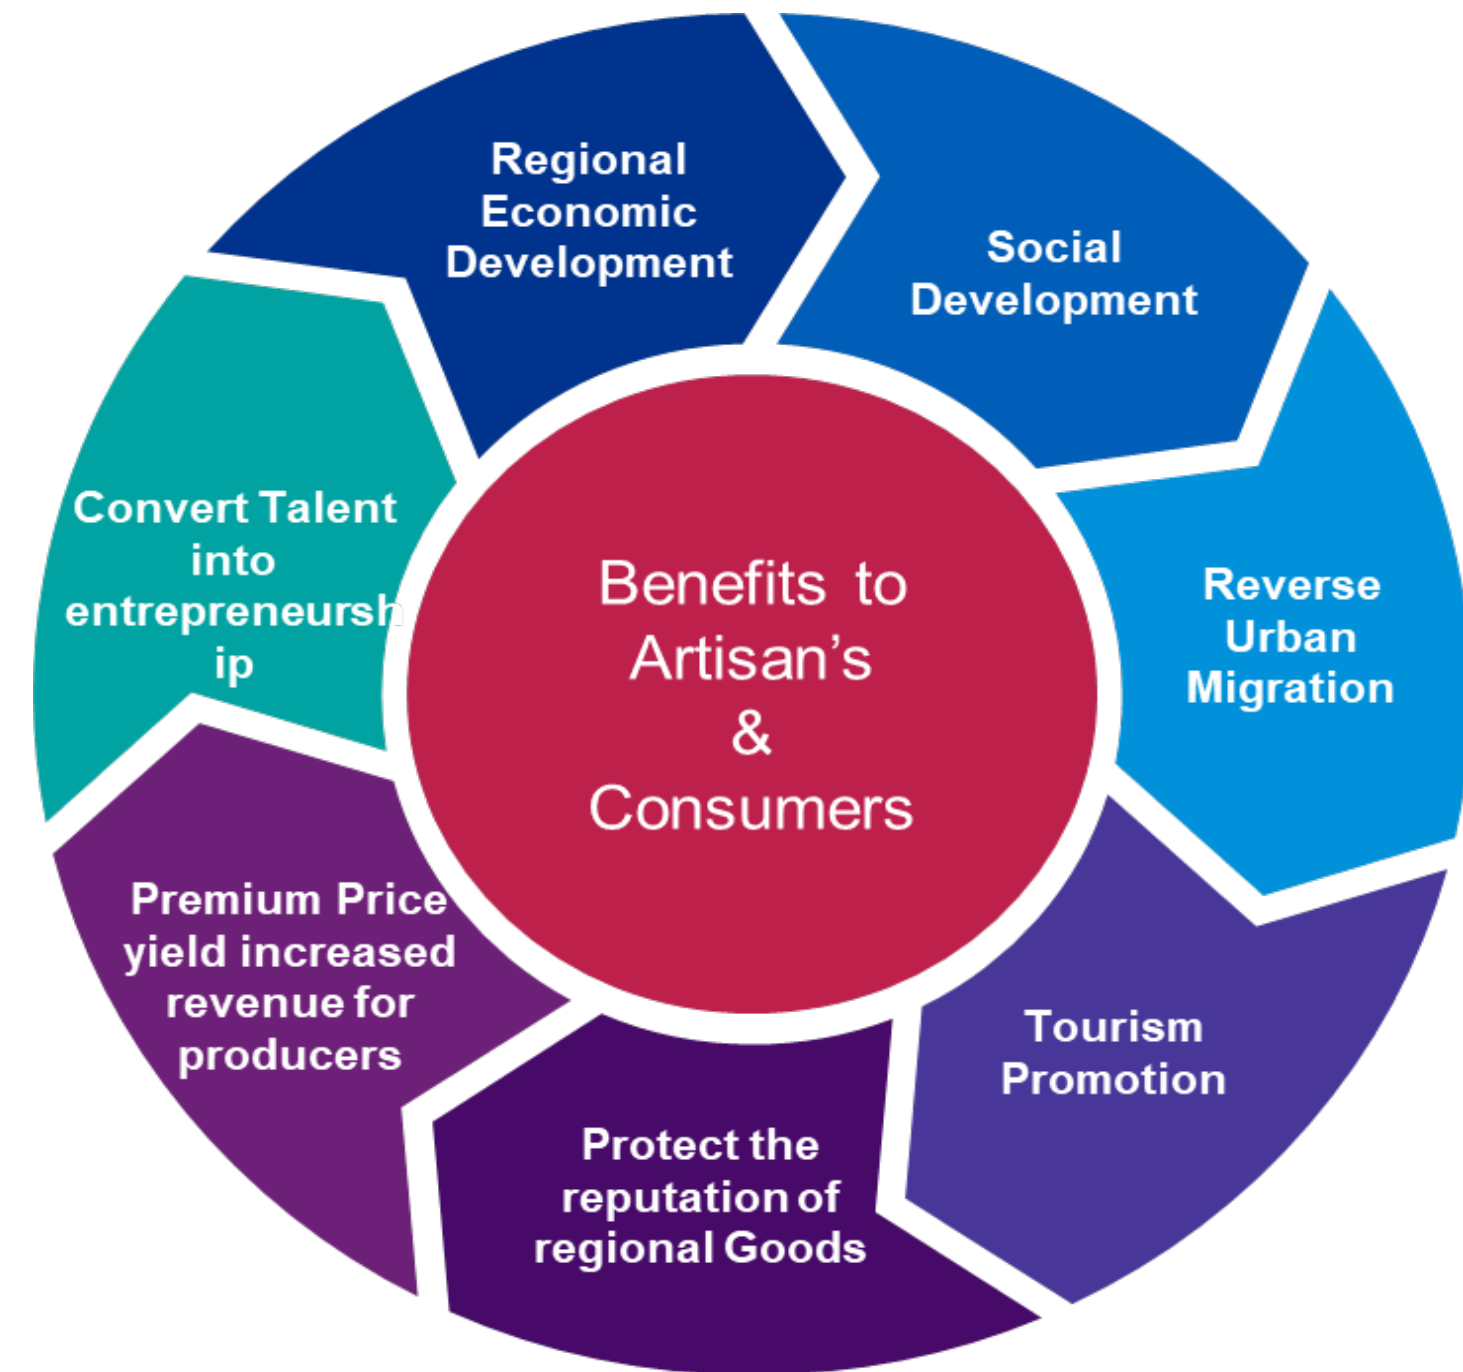 Regional
Economic
Development
Social
Development
Reverse
Urban
Migration
Tourism
Promotion
Protect the
reputation of
regional Goods
Premium Price
yield increased
revenue for
producers
Convert Talent
into
entrepreneursh
ip
Benefits to
Artisan’s
&
Consumers